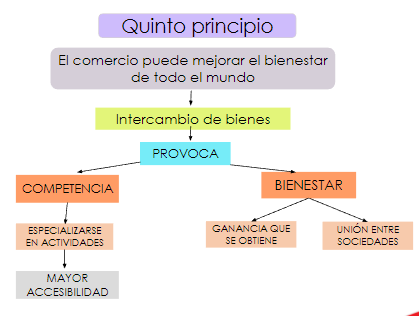 Quinto principio
El comercio puede mejorar el bienestar
de todo el mundo
Intercambio de bienes
PROVOCA
COMPETENCIA
BIENESTAR
ESPECIALIZARSE
EN ACTIVIDADES
GANANCIA QUE
SE OBTIENE
UNIÓN ENTRE
SOCIEDADES
MAYOR
ACCESIBILIDAD